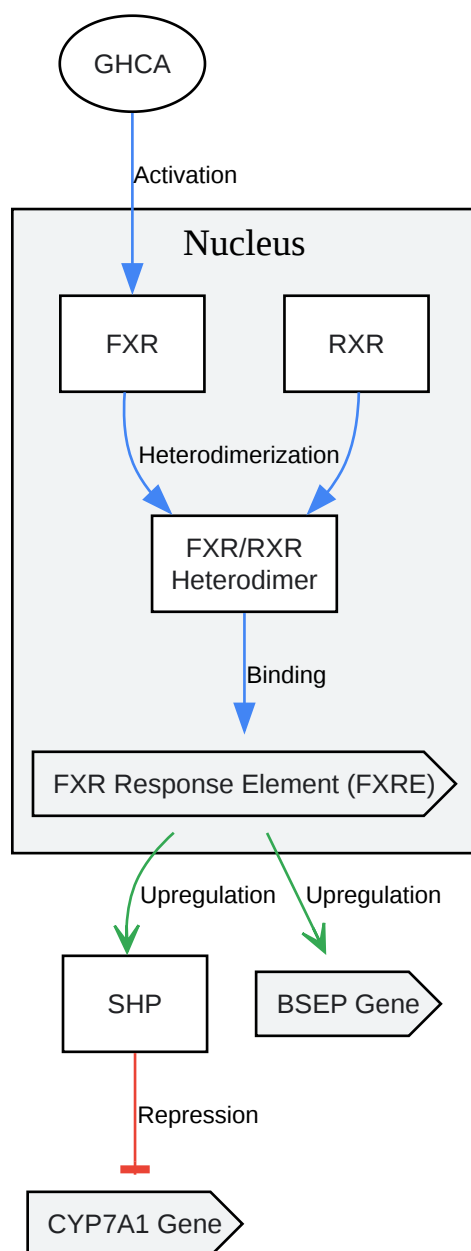 GHCA
Activation
Nucleus
FXR
RXR
Heterodimerization
FXR/RXR
Heterodimer
Binding
FXR Response Element (FXRE)
Upregulation
Upregulation
SHP
BSEP Gene
Repression
CYP7A1 Gene